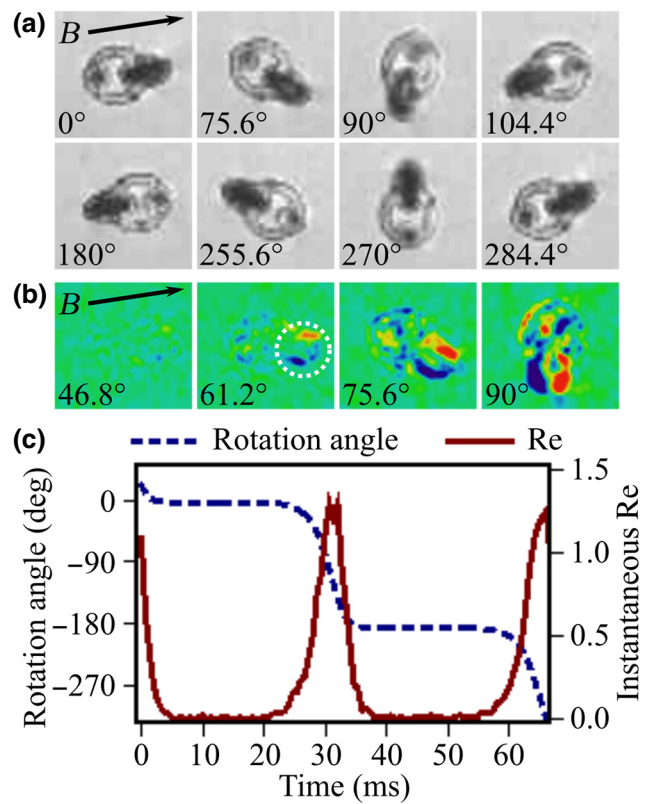 (a)
B
0° 75.6° 90° 104.4°
180° 255.6° 270° 284.4°
(b)
B
46.8° 61.2° 75.6° 90°
(c)
Rotation angle Re
Rotation angle (deg)
0
−90
−180
−270
1.5
1.0
0.5
0.0
Instantaneous Re
0 10 20 30 40 50 60
Time (ms)